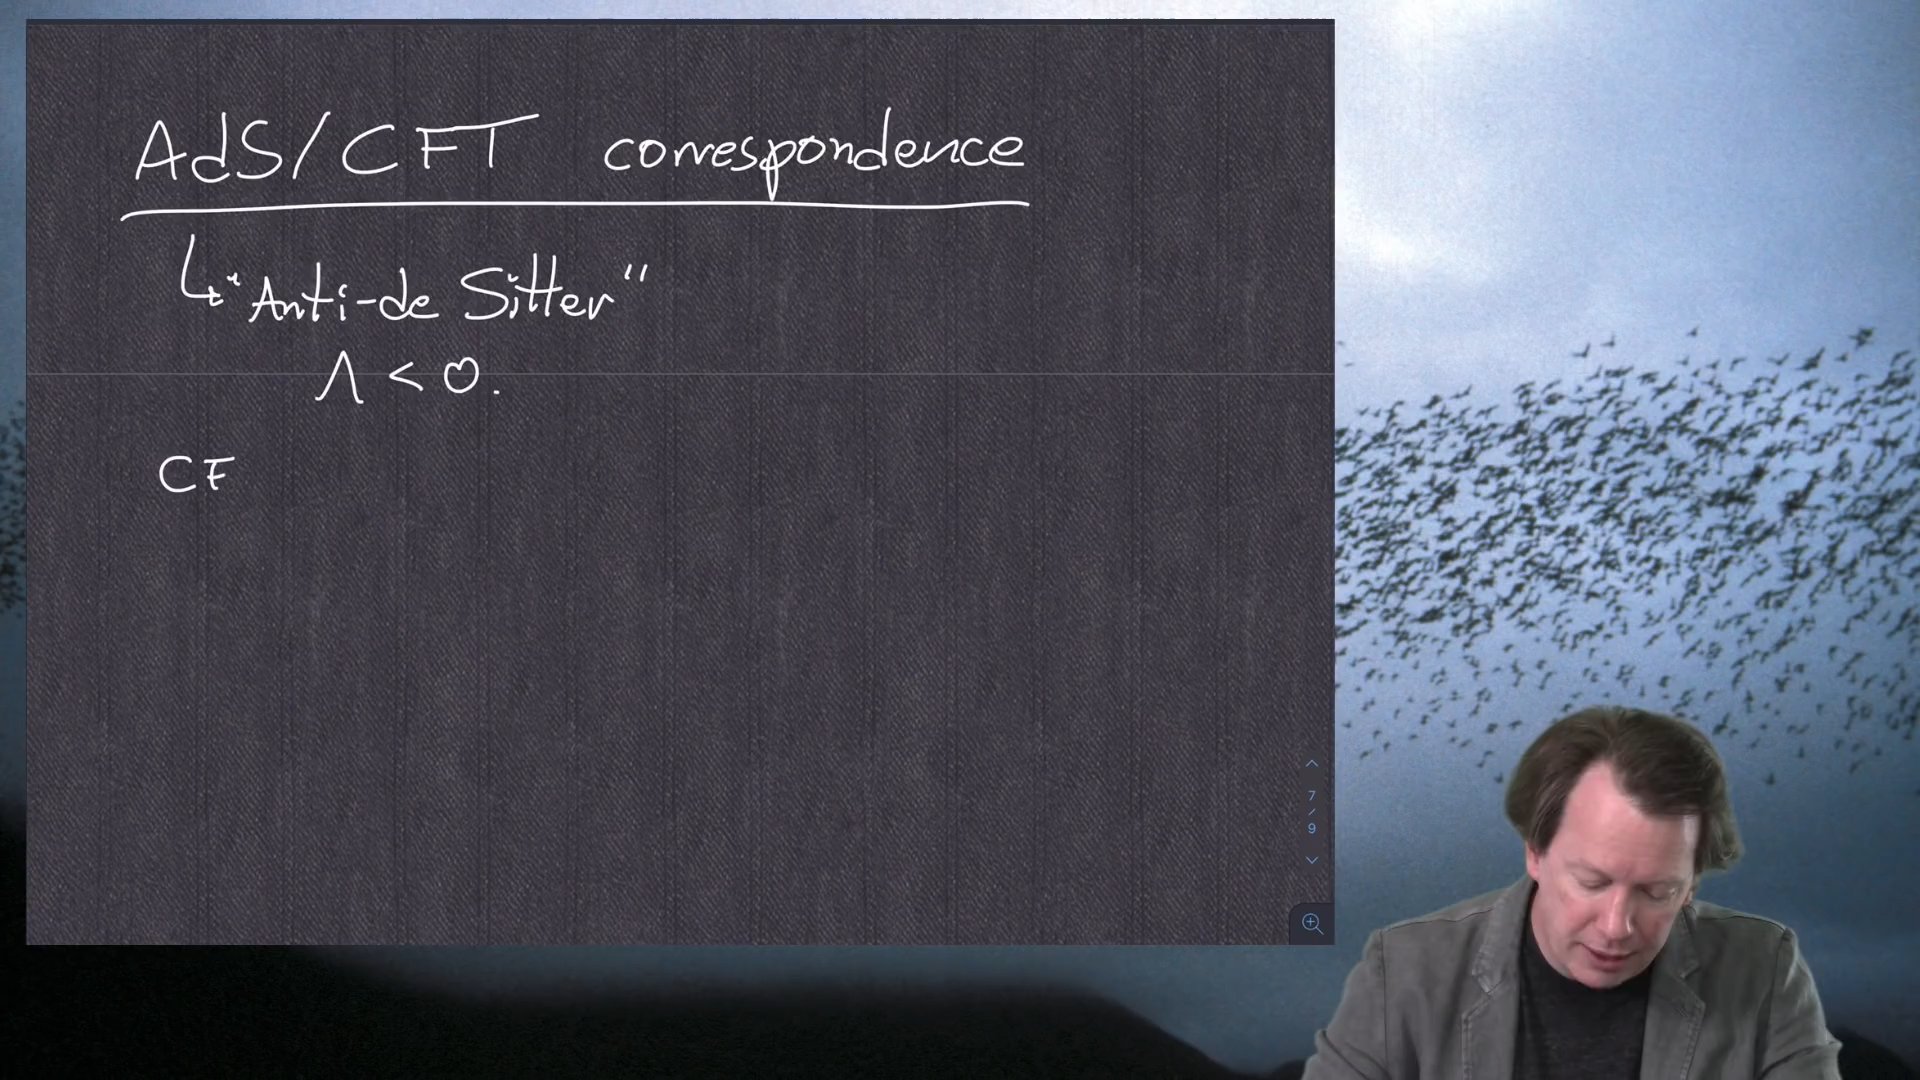 AdS/CFT correspondence
↳ "Anti-de Sitter"
Λ < 0.
CF
7
/
9